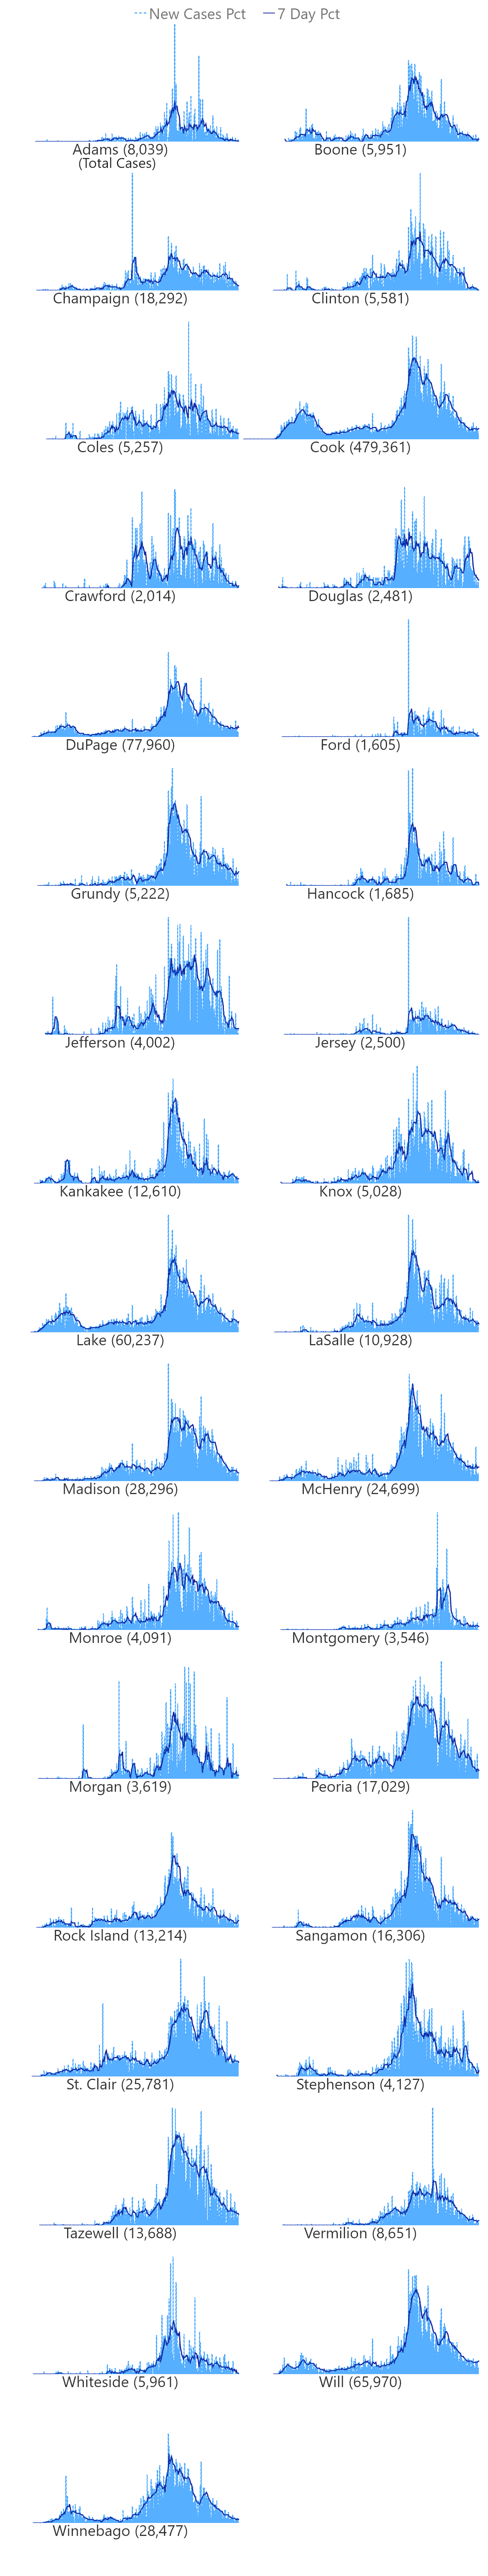 New Cases Pct 7 Day Pct
Adams (8,039)
(Total Cases)
Boone (5,951)
Champaign (18,292)
Clinton (5,581)
Coles (5,257)
Cook (479,361)
Crawford (2,014)
Douglas (2,481)
DuPage (77,960)
Ford (1,605)
Grundy (5,222)
Hancock (1,685)
Jefferson (4,002)
Jersey (2,500)
Kankakee (12,610)
Knox (5,028)
Lake (60,237)
LaSalle (10,928)
Madison (28,296)
McHenry (24,699)
Monroe (4,091)
Montgomery (3,546)
Morgan (3,619)
Peoria (17,029)
Rock Island (13,214)
Sangamon (16,306)
St. Clair (25,781)
Stephenson (4,127)
Tazewell (13,688)
Vermilion (8,651)
Whiteside (5,961)
Will (65,970)
Winnebago (28,477)